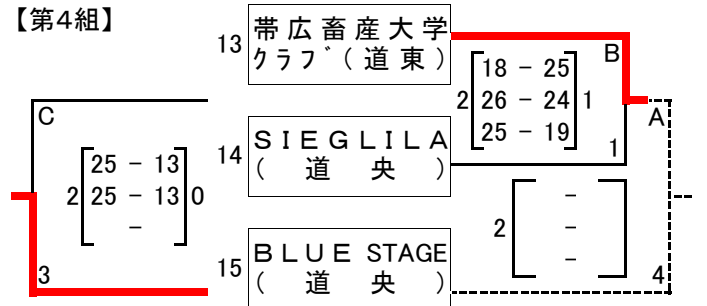 【第4組】
13 帯広畜産大学
クラブ(道東)
B
18 - 25
2 26 - 24 1
25 - 19
1
A
C
25 - 13
2 25 - 13 0
-
3
14 SIEGLILA
(道央)
-
2 -
-
4
15 BLUE STAGE
(道央)